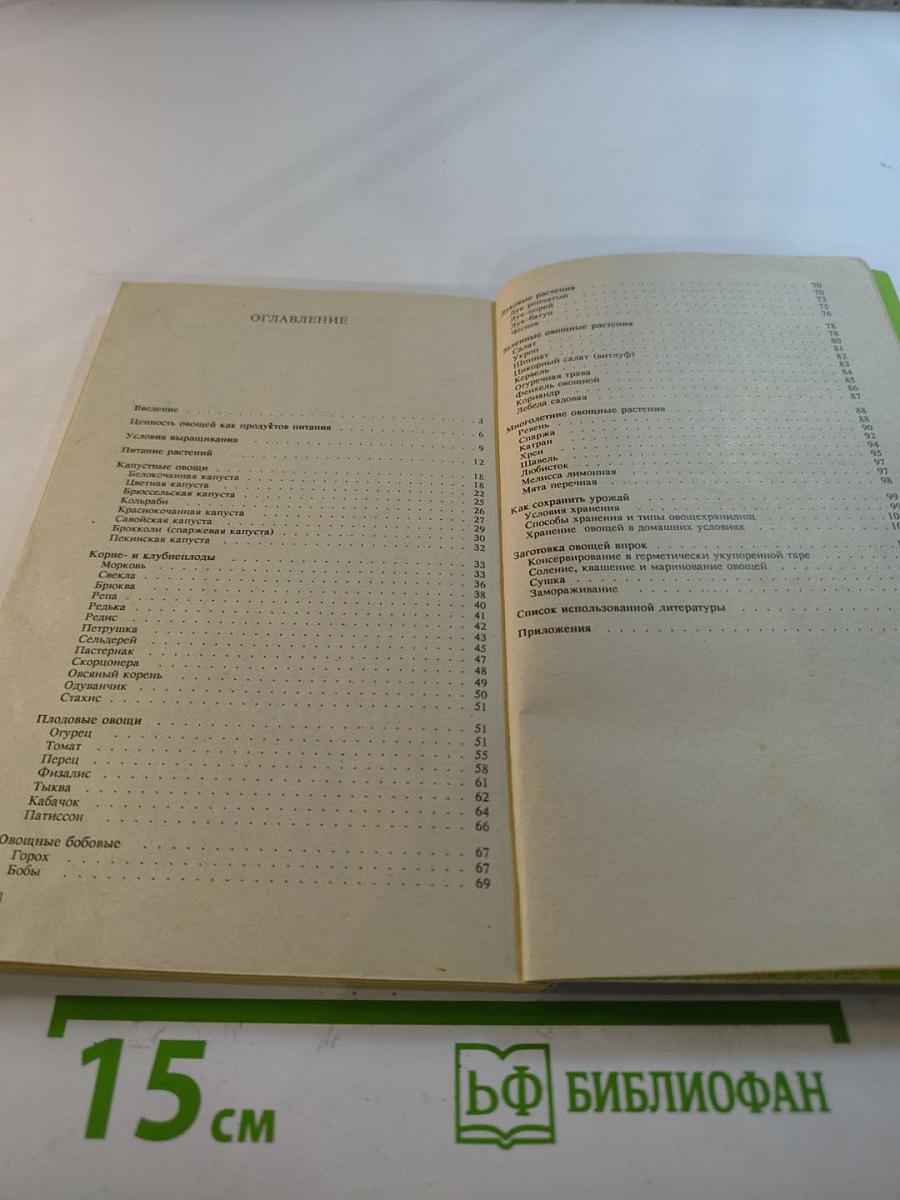 ОГЛАВЛЕНИЕ
Введение 3
Ценность овощей как продуктов питания 6
Условия выращивания 9
Питание растений 12
Капустные овощи 18
Белокочанная капуста 18
Цветная капуста 22
Брюссельская капуста 25
Кольраби 26
Краснокочанная капуста 27
Савойская капуста 29
Брокколи (спаржевая капуста) 30
Пекинская капуста 32
Корне- и клубнеплоды 33
Морковь 33
Свекла 36
Брюква 38
Репа 40
Редька 41
Редис 42
Петрушка 43
Сельдерей 45
Пастернак 47
Скорцонера 48
Овсяный корень 49
Одуванчик 50
Стахис 51
Плодовые овощи 51
Огурец 51
Томат 55
Перец 58
Физалис 61
Тыква 62
Кабачок 64
Патиссон 66
Овощные бобовые 67
Горох 67
Бобы 69
Луковые растения 70
Лук репчатый 70
Лук-порей 73
Лук-батун 75
Чеснок 76
Зеленные овощные растения 78
Салат 78
Укроп 80
Шпинат 81
Цикорный салат (витлуф) 82
Кервель 83
Огуречная трава 84
Фенхель овощной 85
Кориандр 86
Лебеда садовая 87
Многолетние овощные растения 88
Ревень 88
Спаржа 90
Катран 92
Хрен 94
Щавель 95
Любисток 97
Мелисса лимонная 97
Мята перечная 98
Как сохранить урожай 99
Условия хранения
Способы хранения и типы овощехранилищ
Хранение овощей в домашних условиях
Заготовка овощей впрок
Консервирование в герметически укупоренной таре
Соление, квашение и маринование овощей
Сушка
Замораживание
Список использованной литературы
Приложения
15 см
ЬФ БИБЛИОФАН